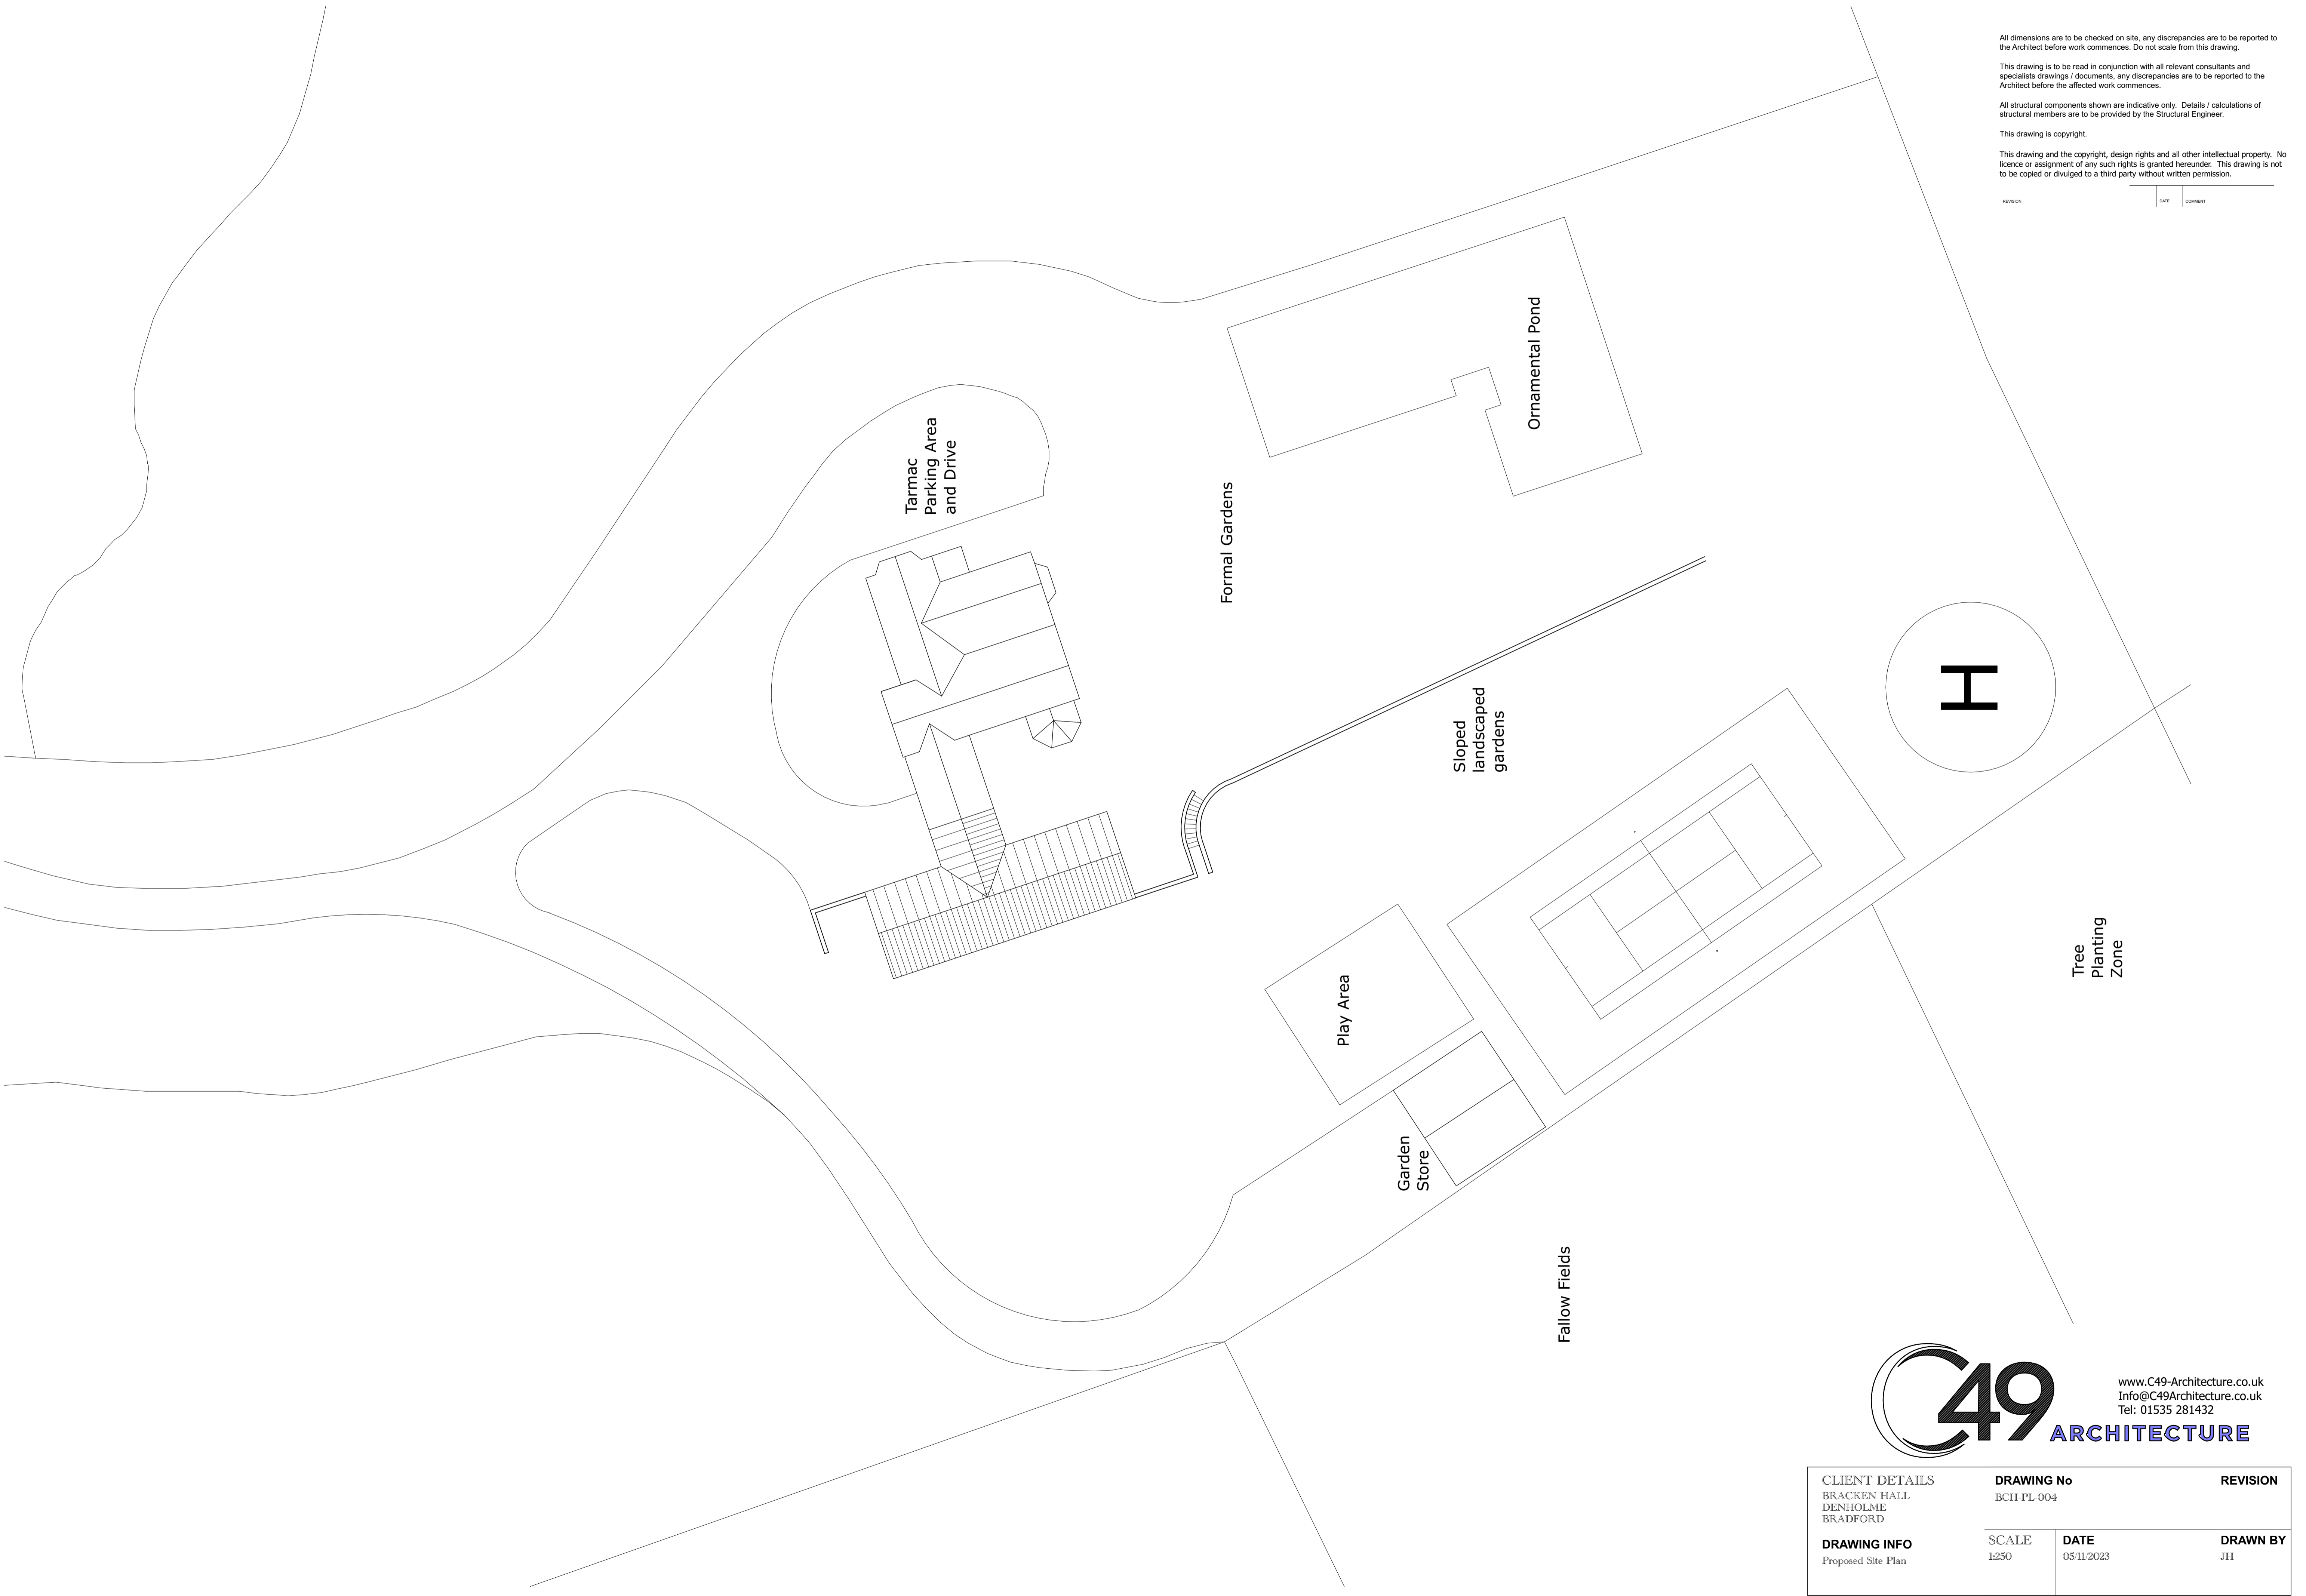 All dimensions are to be checked on site, any discrepancies are to be reported to
the Architect before work commences. Do not scale from this drawing.
This drawing is to be read in conjunction with all relevant consultants and
specialists drawings / documents, any discrepancies are to be reported to the
Architect before the affected work commences.
All structural components shown are indicative only. Details / calculations of
structural members are to be provided by the Structural Engineer.
This drawing is copyright.
This drawing and the copyright, design rights and all other intellectual property. No
licence or assignment of any such rights is granted hereunder. This drawing is not
to be copied or divulged to a third party without written permission.
REVISION
DATE
COMMENT
Tarmac
Parking Area
and Drive
Formal Gardens
Ornamental Pond
Sloped
landscaped
gardens
H
Play Area
Garden
Store
Tree
Planting
Zone
Fallow Fields
C49
ARCHITECTURE
www.C49-Architecture.co.uk
Info@C49Architecture.co.uk
Tel: 01535 281432
CLIENT DETAILS
BRACKEN HALL
DENHOLME
BRADFORD
DRAWING INFO
Proposed Site Plan
DRAWING No
BCH-PL-004
REVISION
SCALE
1:250
DATE
05/11/2023
DRAWN BY
JH